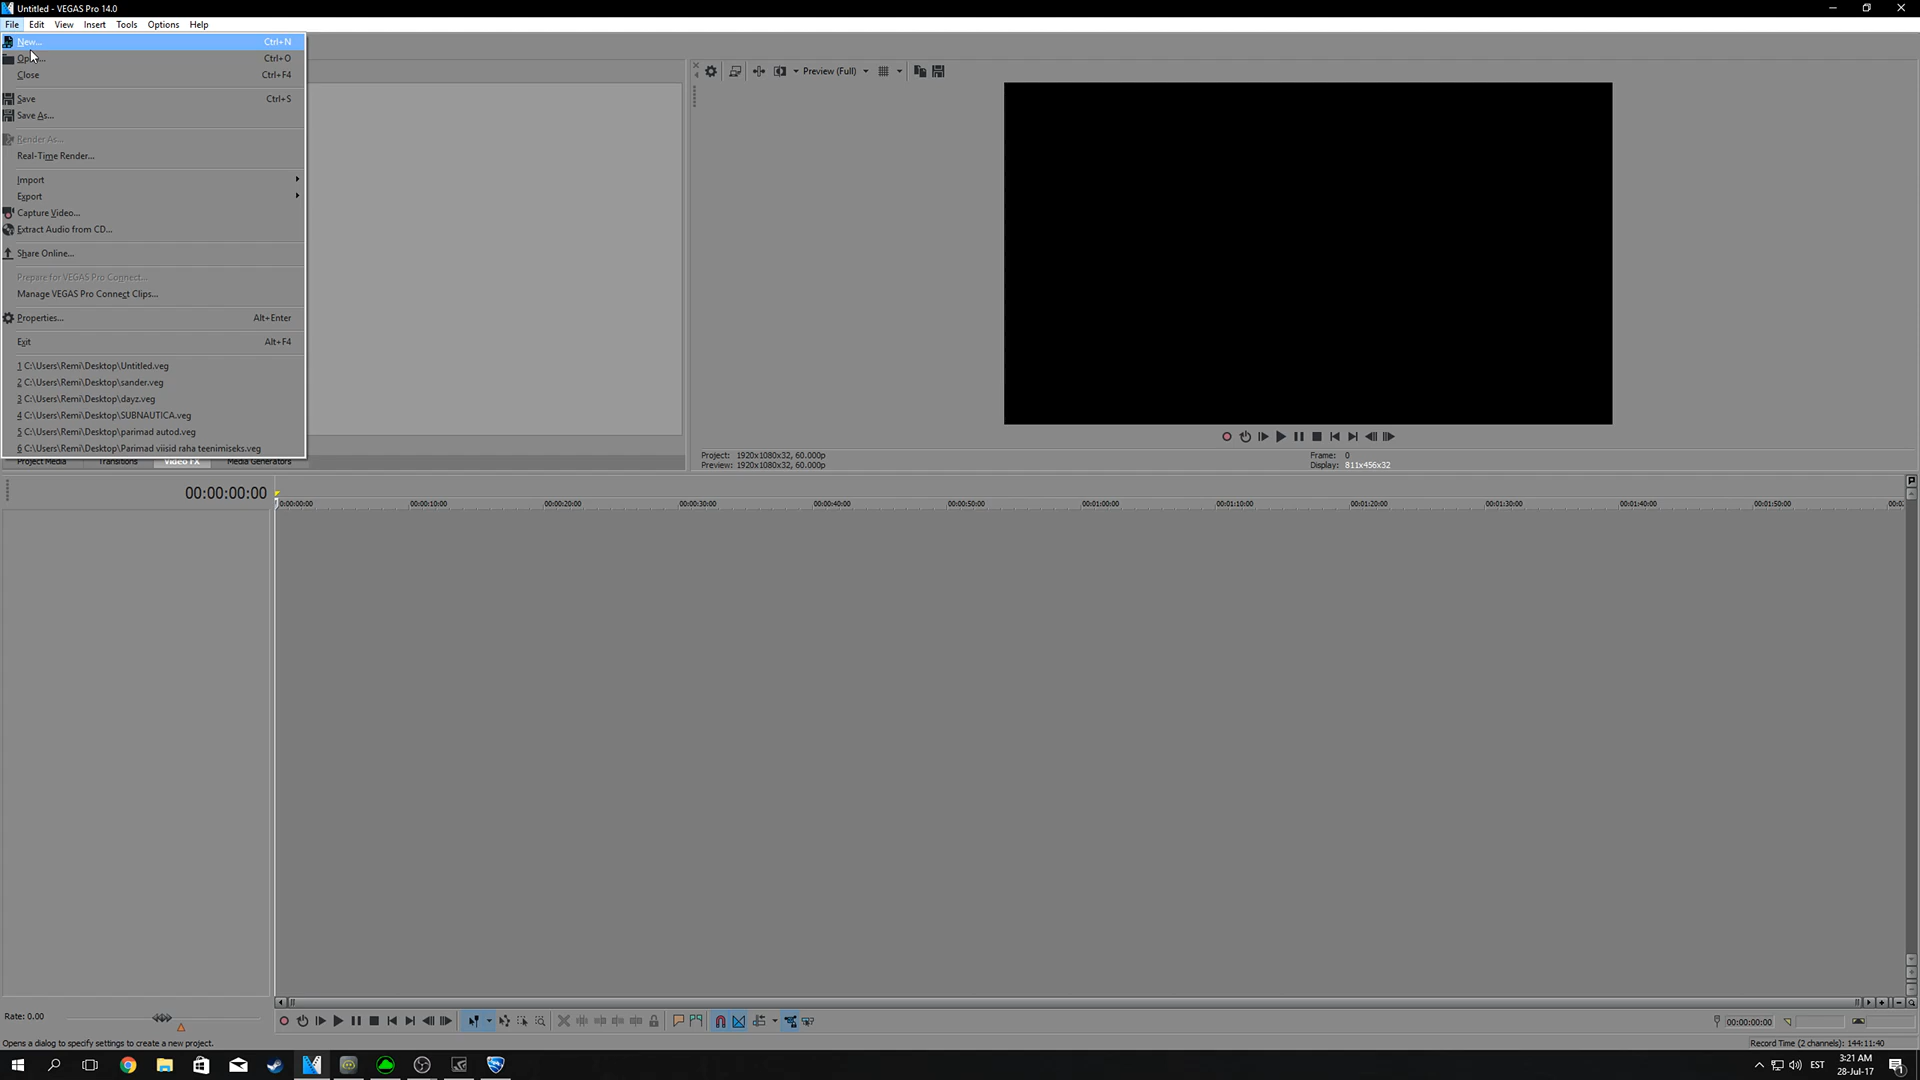 Untitled - VEGAS Pro 14.0
File Edit View Insert Tools Options Help
New... Ctrl+N
Open... Ctrl+O
Close Ctrl+F4
Save Ctrl+S
Save As...
Render As...
Real-Time Render...
Import
Export
Capture Video...
Extract Audio from CD...
Share Online...
Prepare for VEGAS Pro Connect...
Manage VEGAS Pro Connect Clips...
Properties... Alt+Enter
Exit Alt+F4
1 C:\Users\Remi\Desktop\Untitled.veg
2 C:\Users\Remi\Desktop\sander.veg
3 C:\Users\Remi\Desktop\dayz.veg
4 C:\Users\Remi\Desktop\SUBNAUTICA.veg
5 C:\Users\Remi\Desktop\parimad autod.veg
6 C:\Users\Remi\Desktop\Parimad viisid raha teenimiseks.veg
Project Media Transitions Video FX Media Generators
Preview (Full)
Project: 1920x1080x32, 60.000p
Preview: 1920x1080x32, 60.000p
Frame: 0
Display: 811x456x32
00:00:00:00
00:00:00:00 00:00:10:00 00:00:20:00 00:00:30:00 00:00:40:00 00:00:50:00 00:01:00:00 00:01:10:00 00:01:20:00 00:01:30:00 00:01:40:00 00:01:50:00 00:0
Rate: 0.00
00:00:00:00
Opens a dialog to specify settings to create a new project.
Record Time (2 channels): 144:11:40
EST
3:21 AM
28-Jul-17
1